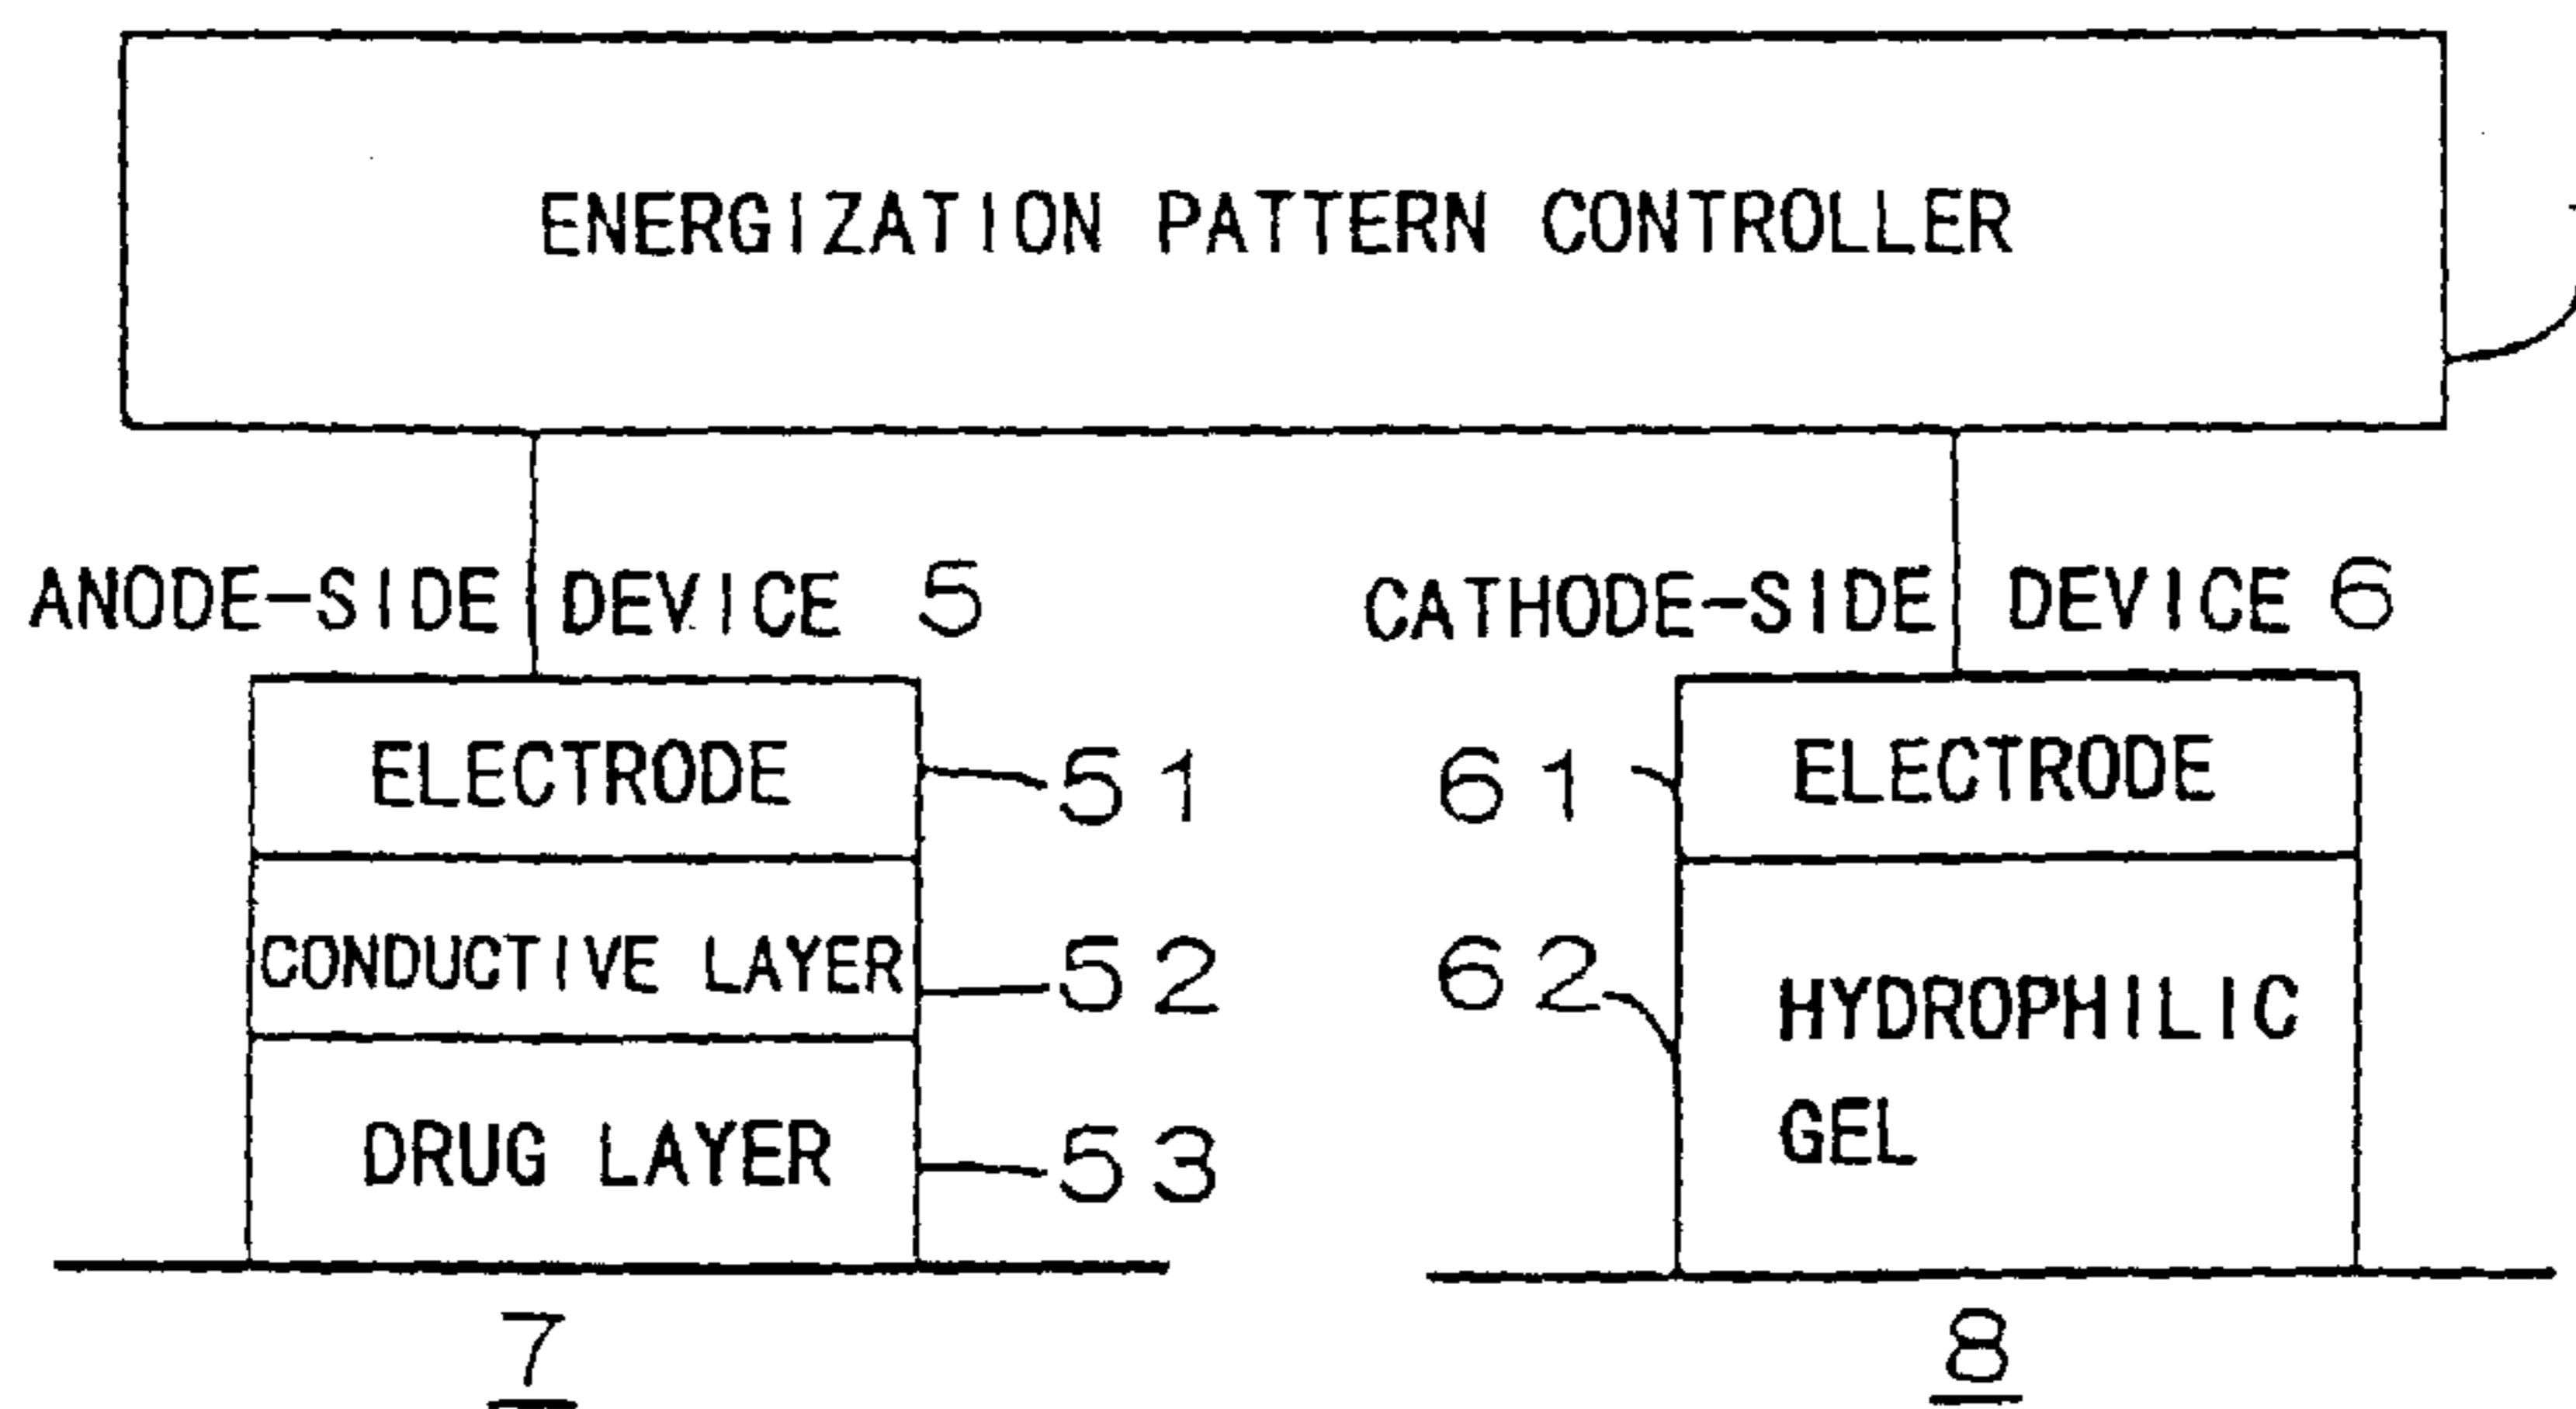 ENERGIZATION PATTERN CONTROLLER
ANODE-SIDE DEVICE 5
CATHODE-SIDE DEVICE 6
ELECTRODE 51
CONDUCTIVE LAYER 52
DRUG LAYER 53
7
61 ELECTRODE
62 HYDROPHILIC
GEL
8